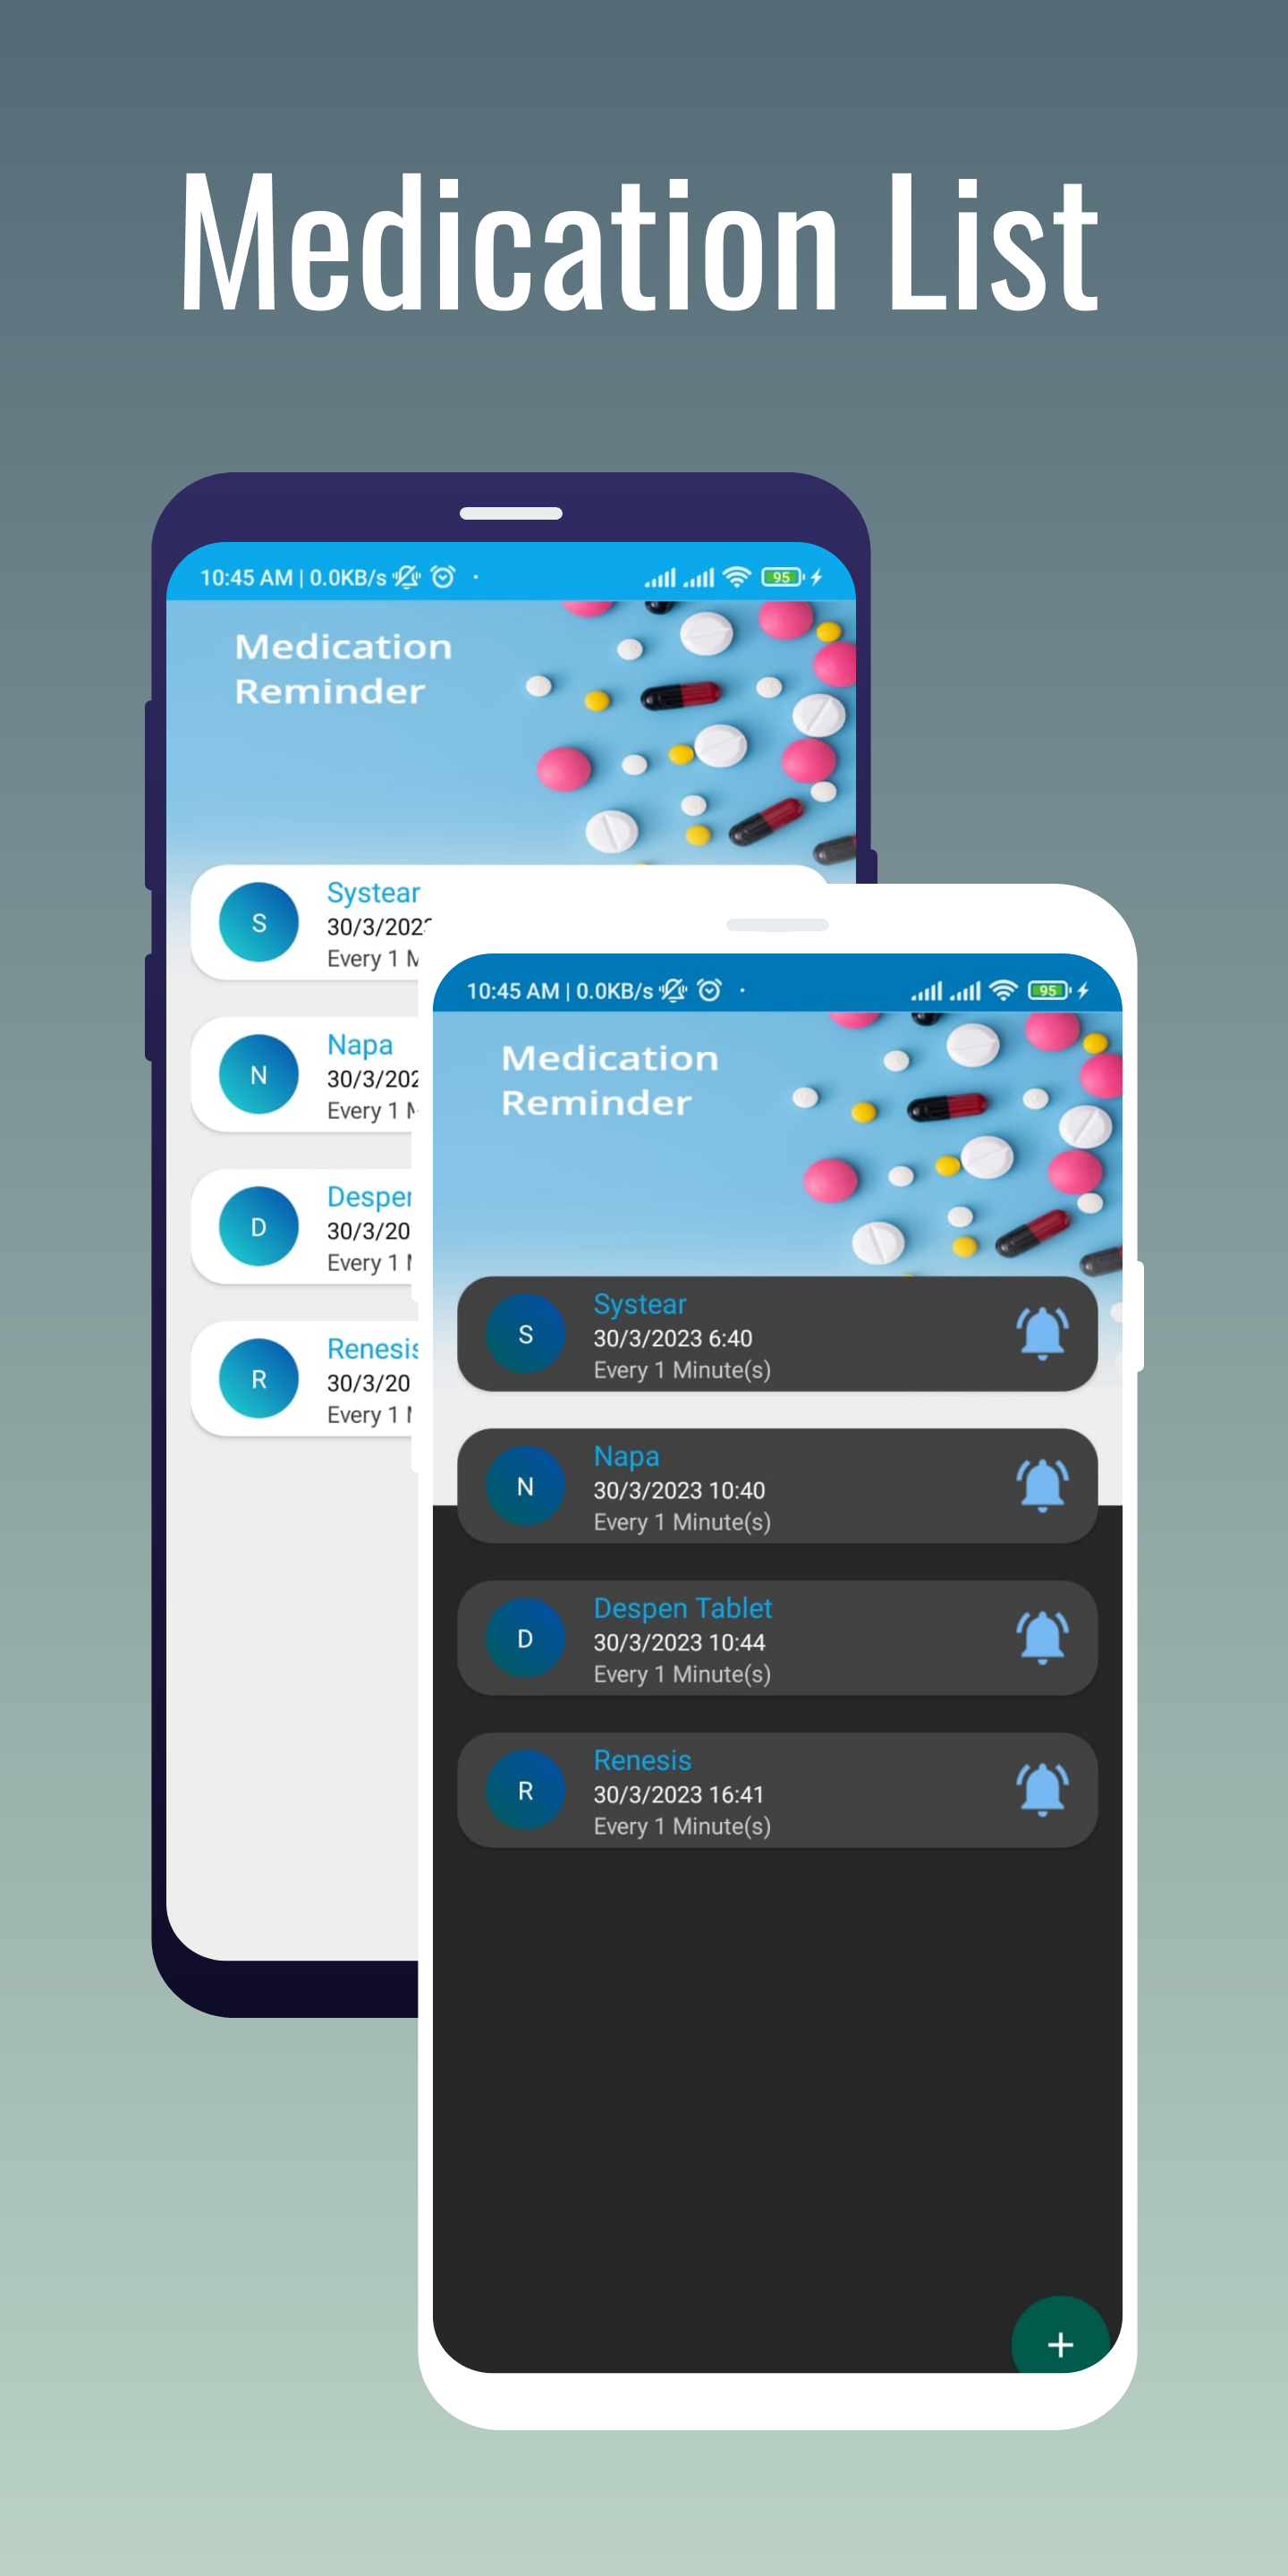 Medication List
10:45 AM | 0.0KB/s
95
Medication
Reminder
S
Systear
30/3/202
Every 1
N
Napa
30/3/202
Every 1
D
Despen
30/3/20
Every 1
R
Renesis
30/3/20
Every 1
10:45 AM | 0.0KB/s
95
Medication
Reminder
S
Systear
30/3/2023 6:40
Every 1 Minute(s)
N
Napa
30/3/2023 10:40
Every 1 Minute(s)
D
Despen Tablet
30/3/2023 10:44
Every 1 Minute(s)
R
Renesis
30/3/2023 16:41
Every 1 Minute(s)
+